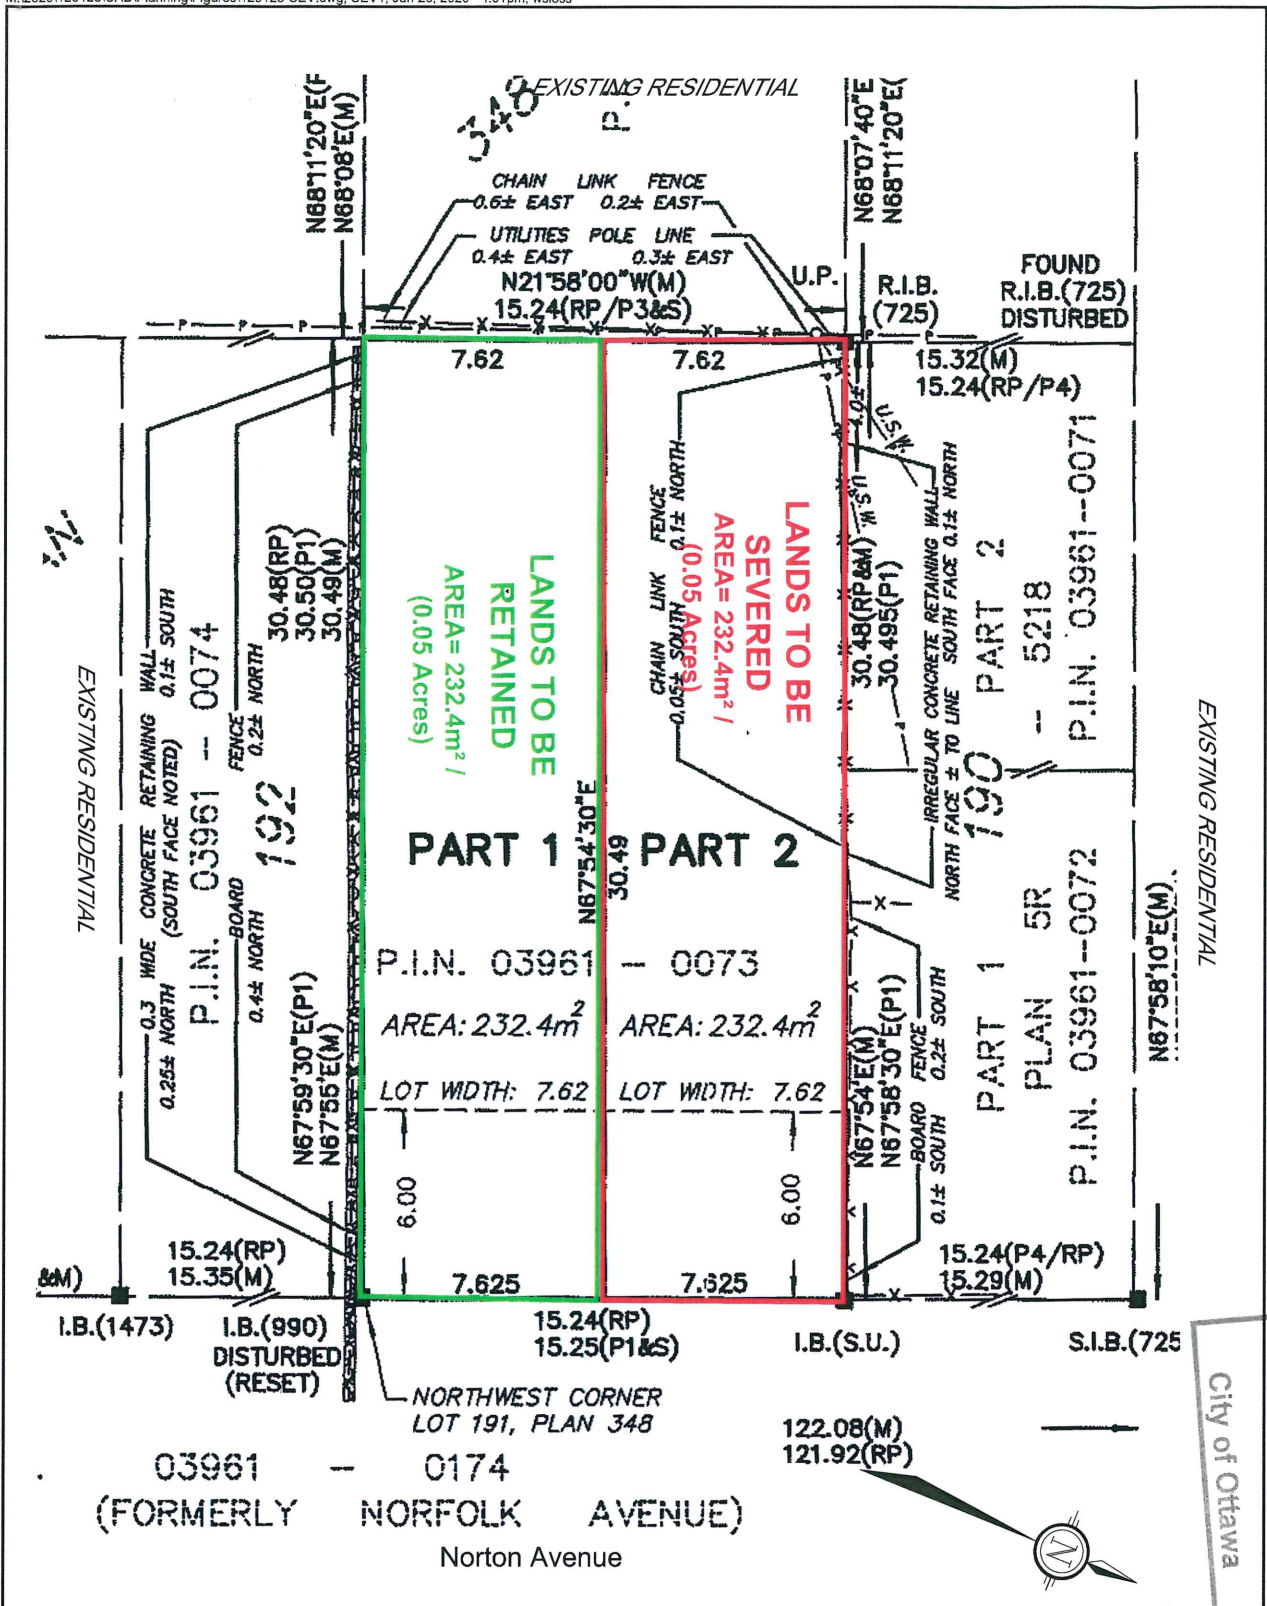 EXISTING RESIDENTIAL
348
P.I.
N68°11'20"E(F
N68°08'E(M)
CHAIN LINK FENCE
0.6± EAST 0.2± EAST
UTILITIES POLE LINE
0.4± EAST 0.3± EAST
N21°58'00"W(M)
15.24(RP/P3&S)
U.P.
N68°07'40"E
N68°11'20"E(
R.I.B.
(725)
FOUND
R.I.B.(725)
DISTURBED
7.62
7.62
15.32(M)
15.24(RP/P4)
U.S.W.
U.S.W.
1.0±
"N"
EXISTING RESIDENTIAL
0.3 WIDE CONCRETE RETAINING WALL
0.25± NORTH (SOUTH FACE NOTED) 0.1± SOUTH
P.I.N. 03961 -- 0074
BOARD FENCE
0.4± NORTH 0.2± NORTH
192
30.48(RP)
30.50(P1)
30.49(M)
N67°59'30"E(P1)
N67°55'E(M)
LANDS TO BE
RETAINED
AREA= 232.4m² /
(0.05 Acres)
LANDS TO BE
SEVERED
AREA= 232.4m² /
(0.05 Acres)
CHAIN LINK FENCE
0.05± SOUTH 0.1± NORTH
N67°54'30"E
30.49
PART 1
PART 2
P.I.N. 03961 - 0073
AREA: 232.4m²
AREA: 232.4m²
LOT WIDTH: 7.62
LOT WIDTH: 7.62
6.00
6.00
7.625
7.625
30.48(RP&M)
30.495(P1)
N67°54'E(M)
N67°58'30"E(P1)
IRREGULAR CONCRETE RETAINING WALL
NORTH FACE ± TO LINE SOUTH FACE 0.1± NORTH
BOARD FENCE
0.1± SOUTH 0.2± SOUTH
190
PART 1 PART 2
PLAN 5R -- 5218
P.I.N. 03961--0072 P.I.N. 03961--0071
N67°58'10"E(M)
EXISTING RESIDENTIAL
&M)
15.24(RP)
15.35(M)
15.24(P4/RP)
15.29(M)
I.B.(1473)
I.B.(990)
DISTURBED
(RESET)
15.24(RP)
15.25(P1&S)
I.B.(S.U.)
S.I.B.(725
NORTHWEST CORNER
LOT 191, PLAN 348
122.08(M)
121.92(RP)
03961 - 0174
(FORMERLY NORFOLK AVENUE)
Norton Avenue
N
City of Ottawa